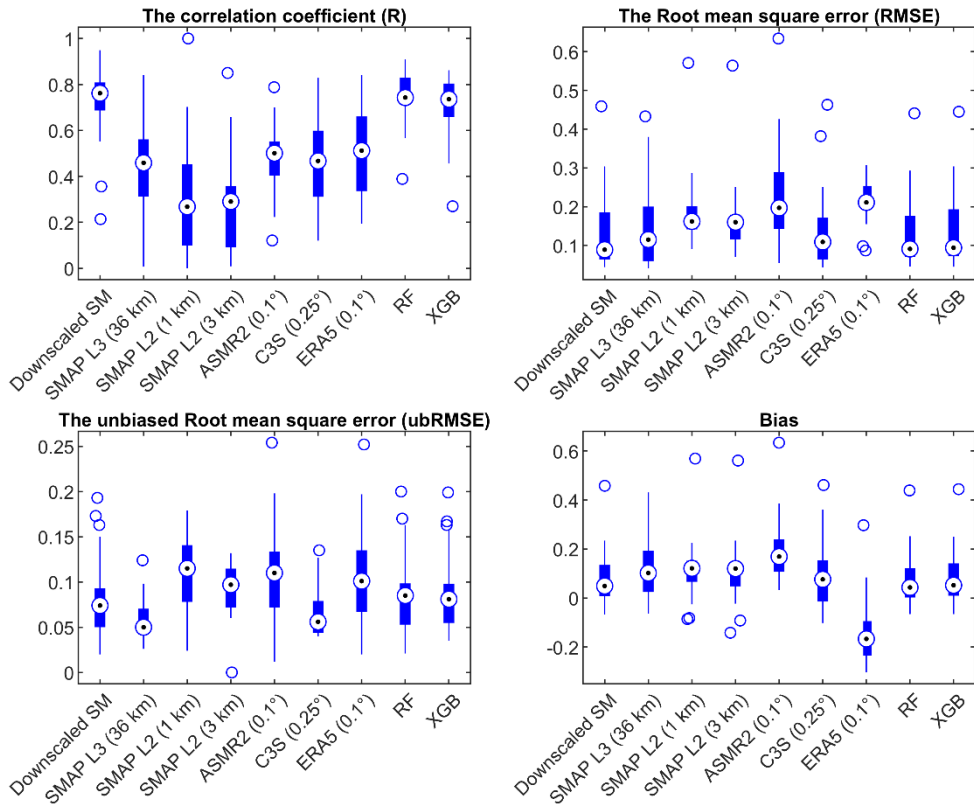 The correlation coefficient (R)
1
0.8
0.6
0.4
0.2
0
Downscaled SM
SMAP L3 (36 km)
SMAP L2 (1 km)
SMAP L2 (3 km)
ASMR2 (0.1°)
C3S (0.25°)
ERA5 (0.1°)
RF
XGB
The Root mean square error (RMSE)
0.6
0.5
0.4
0.3
0.2
0.1
Downscaled SM
SMAP L3 (36 km)
SMAP L2 (1 km)
SMAP L2 (3 km)
ASMR2 (0.1°)
C3S (0.25°)
ERA5 (0.1°)
RF
XGB
The unbiased Root mean square error (ubRMSE)
0.25
0.2
0.15
0.1
0.05
0
Downscaled SM
SMAP L3 (36 km)
SMAP L2 (1 km)
SMAP L2 (3 km)
ASMR2 (0.1°)
C3S (0.25°)
ERA5 (0.1°)
RF
XGB
Bias
0.6
0.4
0.2
0
-0.2
Downscaled SM
SMAP L3 (36 km)
SMAP L2 (1 km)
SMAP L2 (3 km)
ASMR2 (0.1°)
C3S (0.25°)
ERA5 (0.1°)
RF
XGB